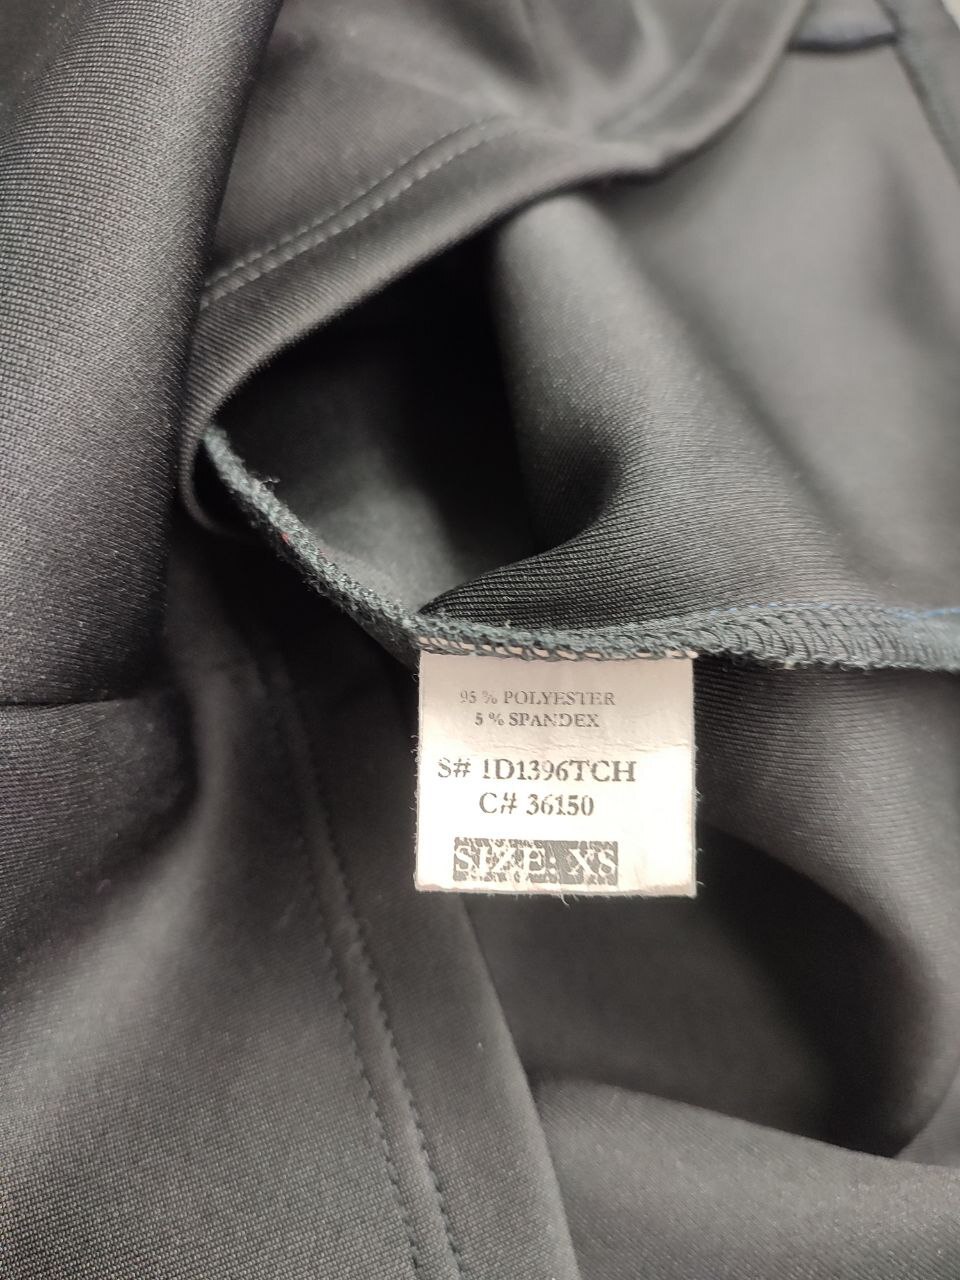 95 % POLYESTER
5 % SPANDEX
S# 1D1396TCH
C# 36150
SIZE: XS